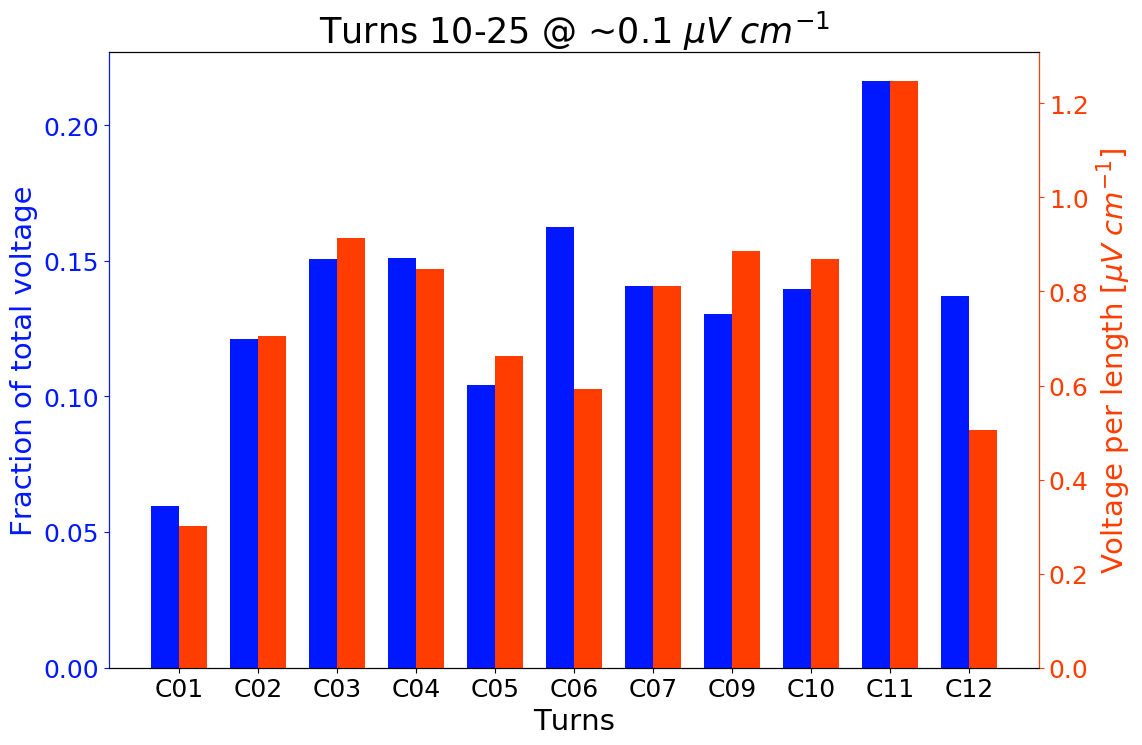 Turns 10-25 @ ~0.1 μV cm⁻¹
Fraction of total voltage
0.20
0.15
0.10
0.05
0.00
1.2
1.0
0.8
0.6
0.4
0.2
0.0
Voltage per length [μV cm⁻¹]
C01 C02 C03 C04 C05 C06 C07 C09 C10 C11 C12
Turns